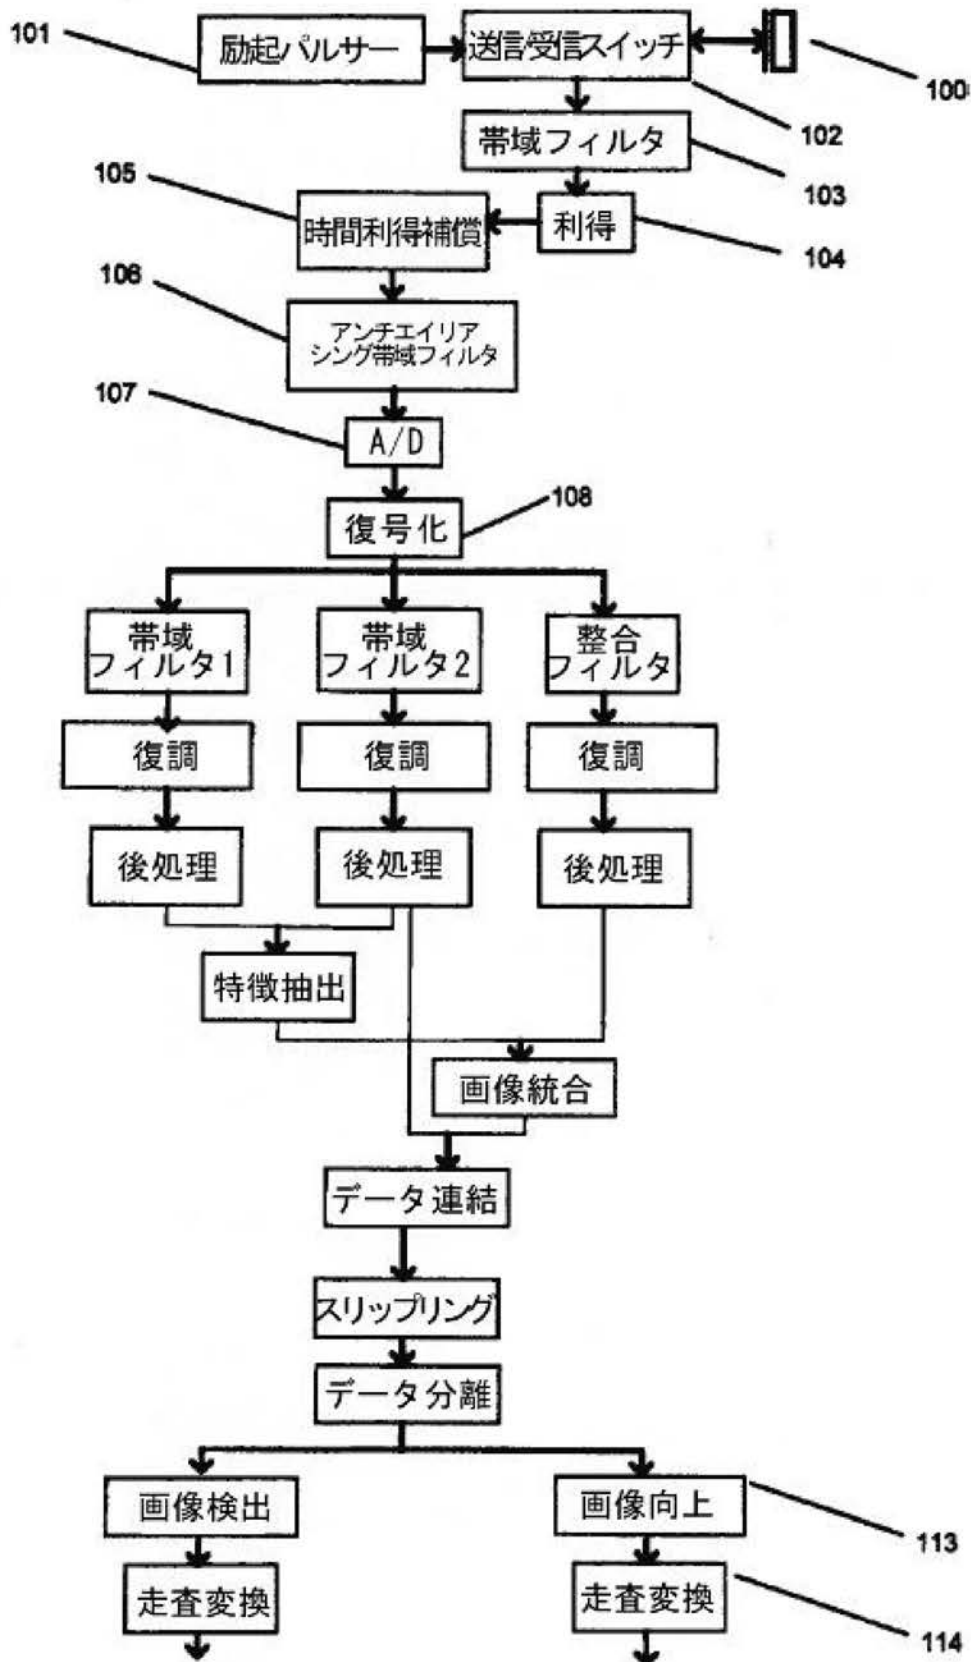 101
励起パルサー
送信・受信スイッチ
100
102
帯域フィルタ
103
105
時間利得補償
利得
104
106
アンチエイリア
シング帯域フィルタ
107
A/D
108
復号化
帯域
フィルタ1
帯域
フィルタ2
整合
フィルタ
復調
復調
復調
後処理
後処理
後処理
特徴抽出
画像統合
データ連結
スリップリング
データ分離
画像検出
画像向上
113
走査変換
走査変換
114